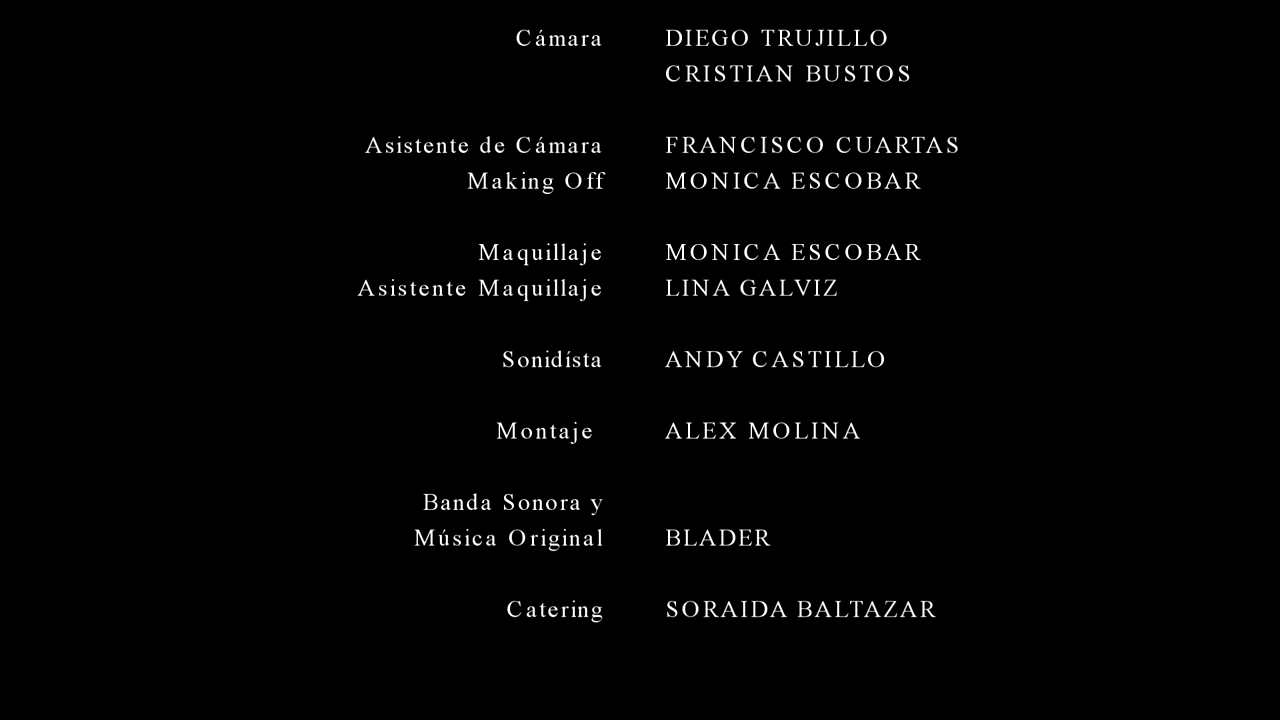 Cámara DIEGO TRUJILLO
CRISTIAN BUSTOS
Asistente de Cámara FRANCISCO CUARTAS
Making Off MONICA ESCOBAR
Maquillaje MONICA ESCOBAR
Asistente Maquillaje LINA GALVIZ
Sonidísta ANDY CASTILLO
Montaje ALEX MOLINA
Banda Sonora y
Música Original BLADER
Catering SORAIDA BALTAZAR